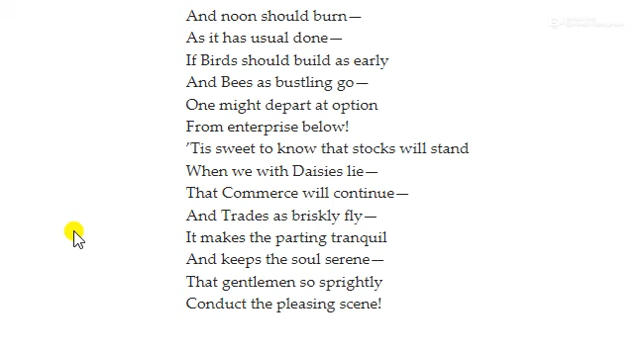 And noon should burn—
As it has usual done—
If Birds should build as early
And Bees as bustling go—
One might depart at option
From enterprise below!
'Tis sweet to know that stocks will stand
When we with Daisies lie—
That Commerce will continue—
And Trades as briskly fly—
It makes the parting tranquil
And keeps the soul serene—
That gentlemen so sprightly
Conduct the pleasing scene!